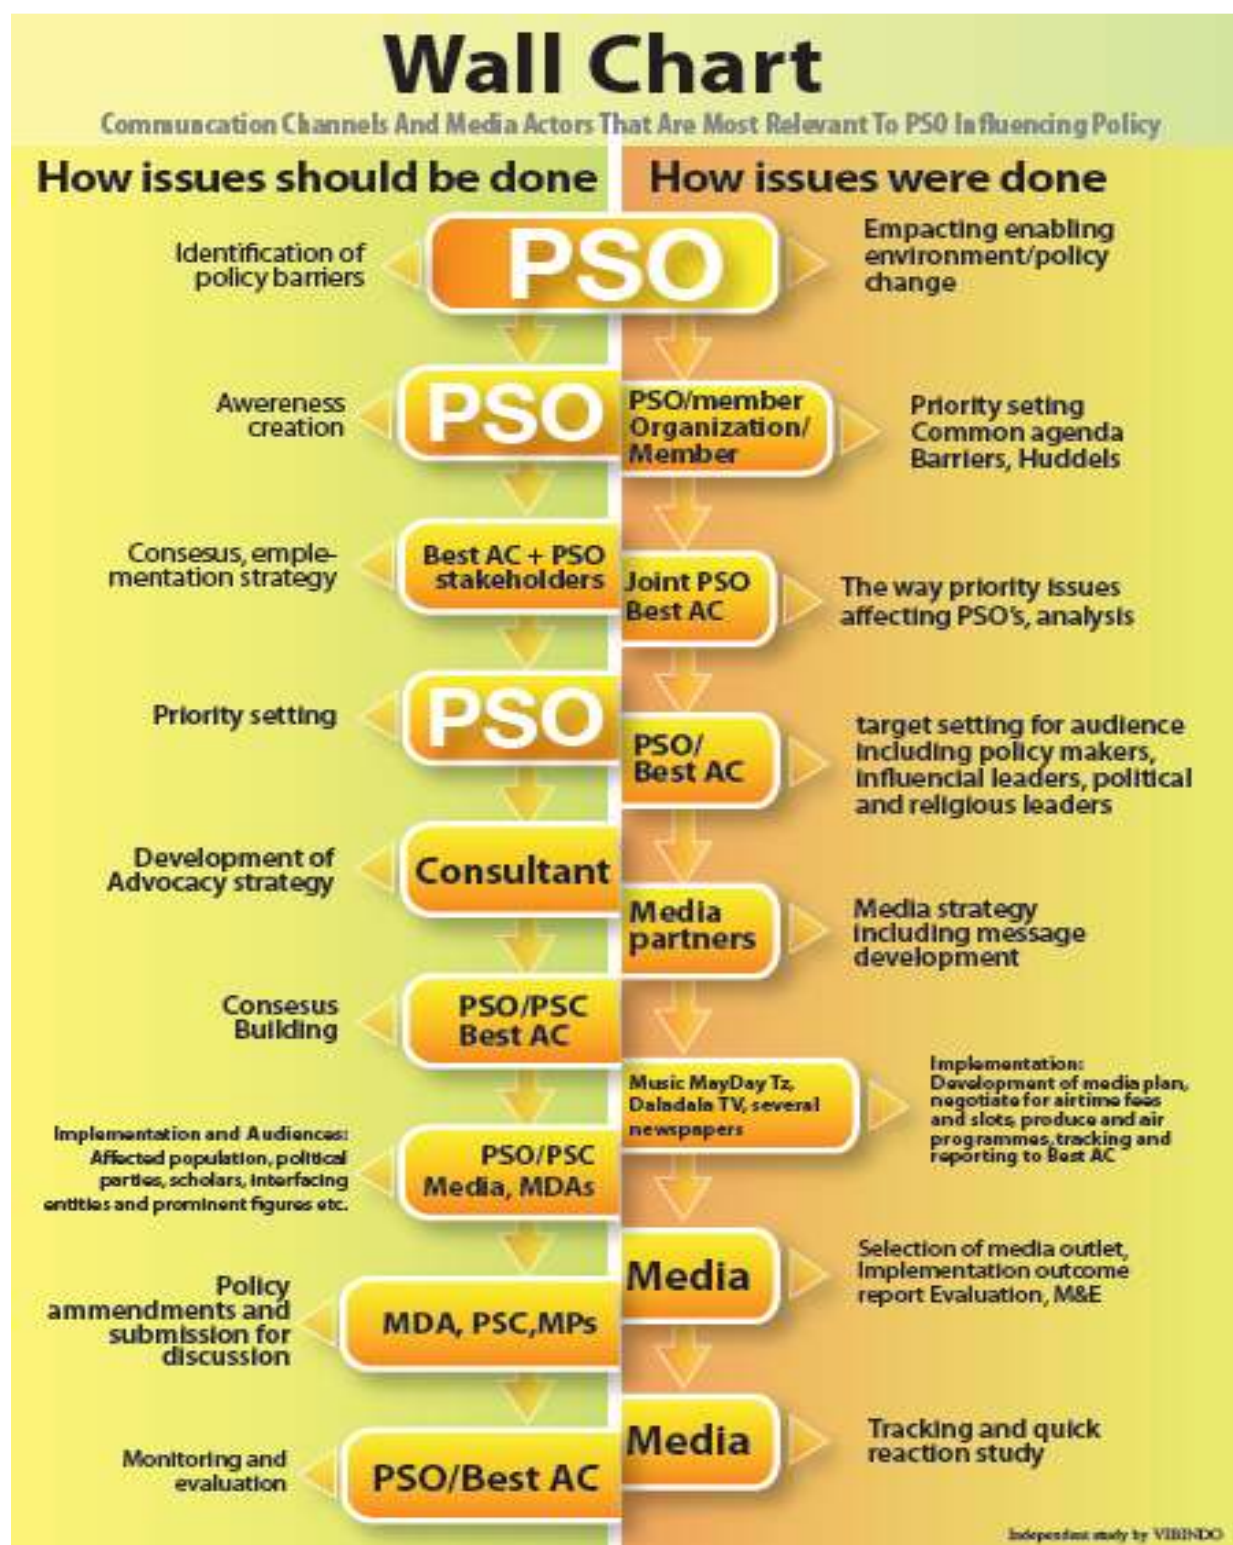 Wall Chart
Communcation Channels And Media Actors That Are Most Relevant To PSO Influencing Policy
How issues should be done
Identification of
policy barriers
PSO
Awereness
creation
PSO
Consesus, emple-
mentation strategy
Best AC + PSO
stakeholders
Priority setting
PSO
Development of
Advocacy strategy
Consultant
Consesus
Building
PSO/PSC
Best AC
Implementation and Audiences:
Affected population, political
parties, scholars, interfacing
entities and prominent figures etc.
PSO/PSC
Media, MDAs
Policy
ammendments and
submission for
discussion
MDA, PSC,MPs
Monitoring and
evaluation
PSO/Best AC
How issues were done
Empacting enabling
environment/policy
change
PSO/member
Organization/
Member
Priority seting
Common agenda
Barriers, Huddels
Joint PSO
Best AC
The way priority issues
affecting PSO's, analysis
PSO/
Best AC
target setting for audience
including policy makers,
influencial leaders, political
and religious leaders
Media
partners
Media strategy
including message
development
Music MayDay Tz,
Daladala TV, several
newspapers
Implementation:
Development of media plan,
negotiate for airtime fees
and slots, produce and air
programmes, tracking and
reporting to Best AC
Media
Selection of media outlet,
Implementation outcome
report Evaluation, M&E
Media
Tracking and quick
reaction study
Independent study by VIBINDO